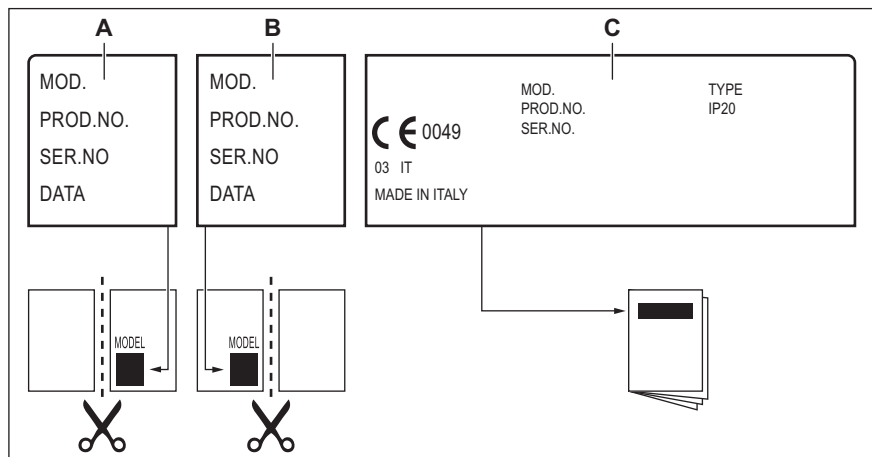 A
B
C
MOD.
PROD.NO.
SER.NO
DATA
MOD.
PROD.NO.
SER.NO
DATA
MOD.
PROD.NO.
SER.NO.
TYPE
IP20
CE 0049
03 IT
MADE IN ITALY
MODEL
MODEL